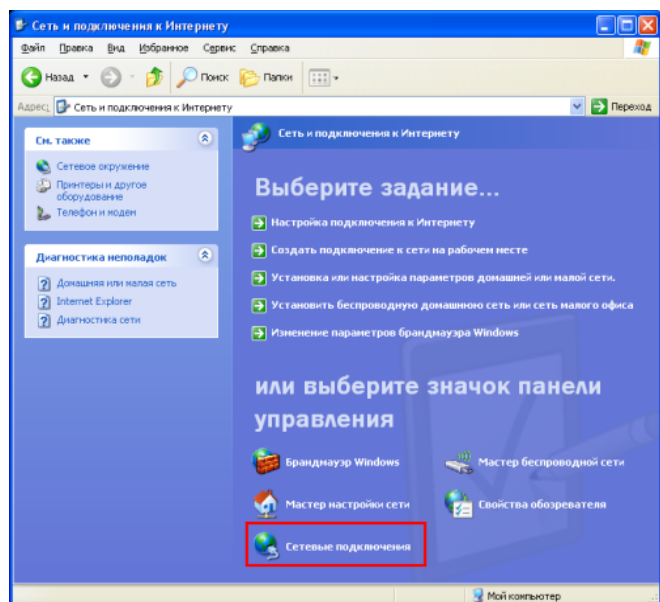 Сеть и подключения к Интернету
Файл Правка Вид Избранное Сервис Справка
Назад Поиск Папки
Адрес: Сеть и подключения к Интернету Переход
См. также
Сетевое окружение
Принтеры и другое
оборудование
Телефон и модем
Диагностика неполадок
Домашняя или малая сеть
Internet Explorer
Диагностика сети
Сеть и подключения к Интернету
Выберите задание...
Настройка подключения к Интернету
Создать подключение к сети на рабочем месте
Установка или настройка параметров домашней или малой сети.
Установить беспроводную домашнюю сеть или сеть малого офиса
Изменение параметров брандмауэра Windows
или выберите значок панели
управления
Брандмауэр Windows Мастер беспроводной сети
Мастер настройки сети Свойства обозревателя
Сетевые подключения
Мой компьютер